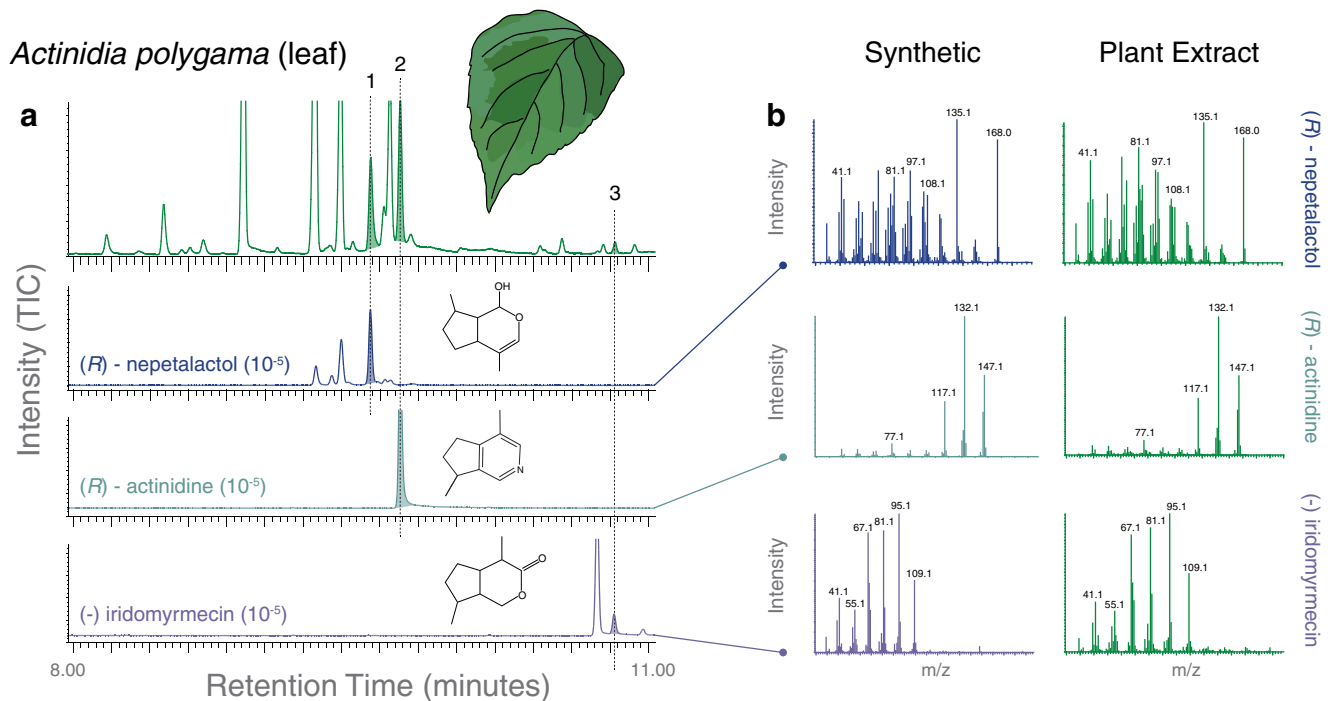 Actinidia polygama (leaf)
a
1
2
3
Intensity (TIC)
(R) - nepetalactol (10-5)
OH
O
(R) - actinidine (10-5)
N
(-) iridomyrmecin (10-5)
O
O
8:00
11:00
Retention Time (minutes)
b
Synthetic
Plant Extract
Intensity
41.1
81.1
97.1
108.1
135.1
168.0
41.1
81.1
97.1
108.1
135.1
168.0
(R) - nepetalactol
Intensity
77.1
117.1
132.1
147.1
77.1
117.1
132.1
147.1
(R) - actinidine
Intensity
41.1
55.1
67.1
81.1
95.1
109.1
41.1
55.1
67.1
81.1
95.1
109.1
(-) iridomyrmecin
m/z
m/z